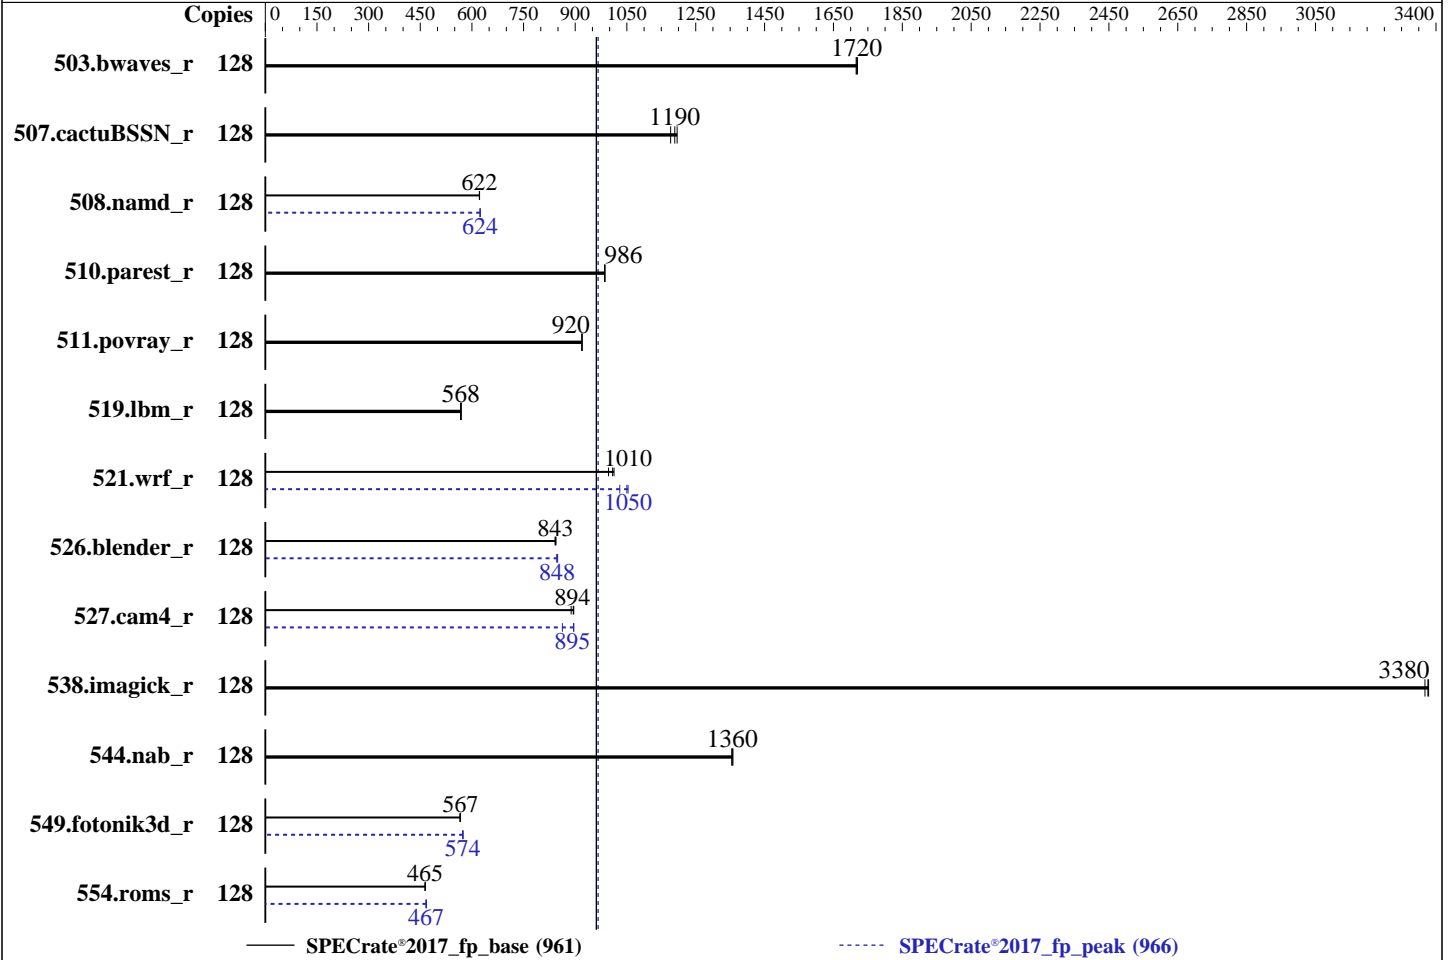 Copies 0 150 300 450 600 750 900 1050 1250 1450 1650 1850 2050 2250 2450 2650 2850 3050 3400
1720
503.bwaves_r 128
1190
507.cactuBSSN_r 128
622
508.namd_r 128
624
986
510.parest_r 128
920
511.povray_r 128
568
519.lbm_r 128
1010
521.wrf_r 128
1050
843
526.blender_r 128
848
894
527.cam4_r 128
895
3380
538.imagick_r 128
1360
544.nab_r 128
567
549.fotonik3d_r 128
574
465
554.roms_r 128
467
SPECrate®2017_fp_base (961) SPECrate®2017_fp_peak (966)